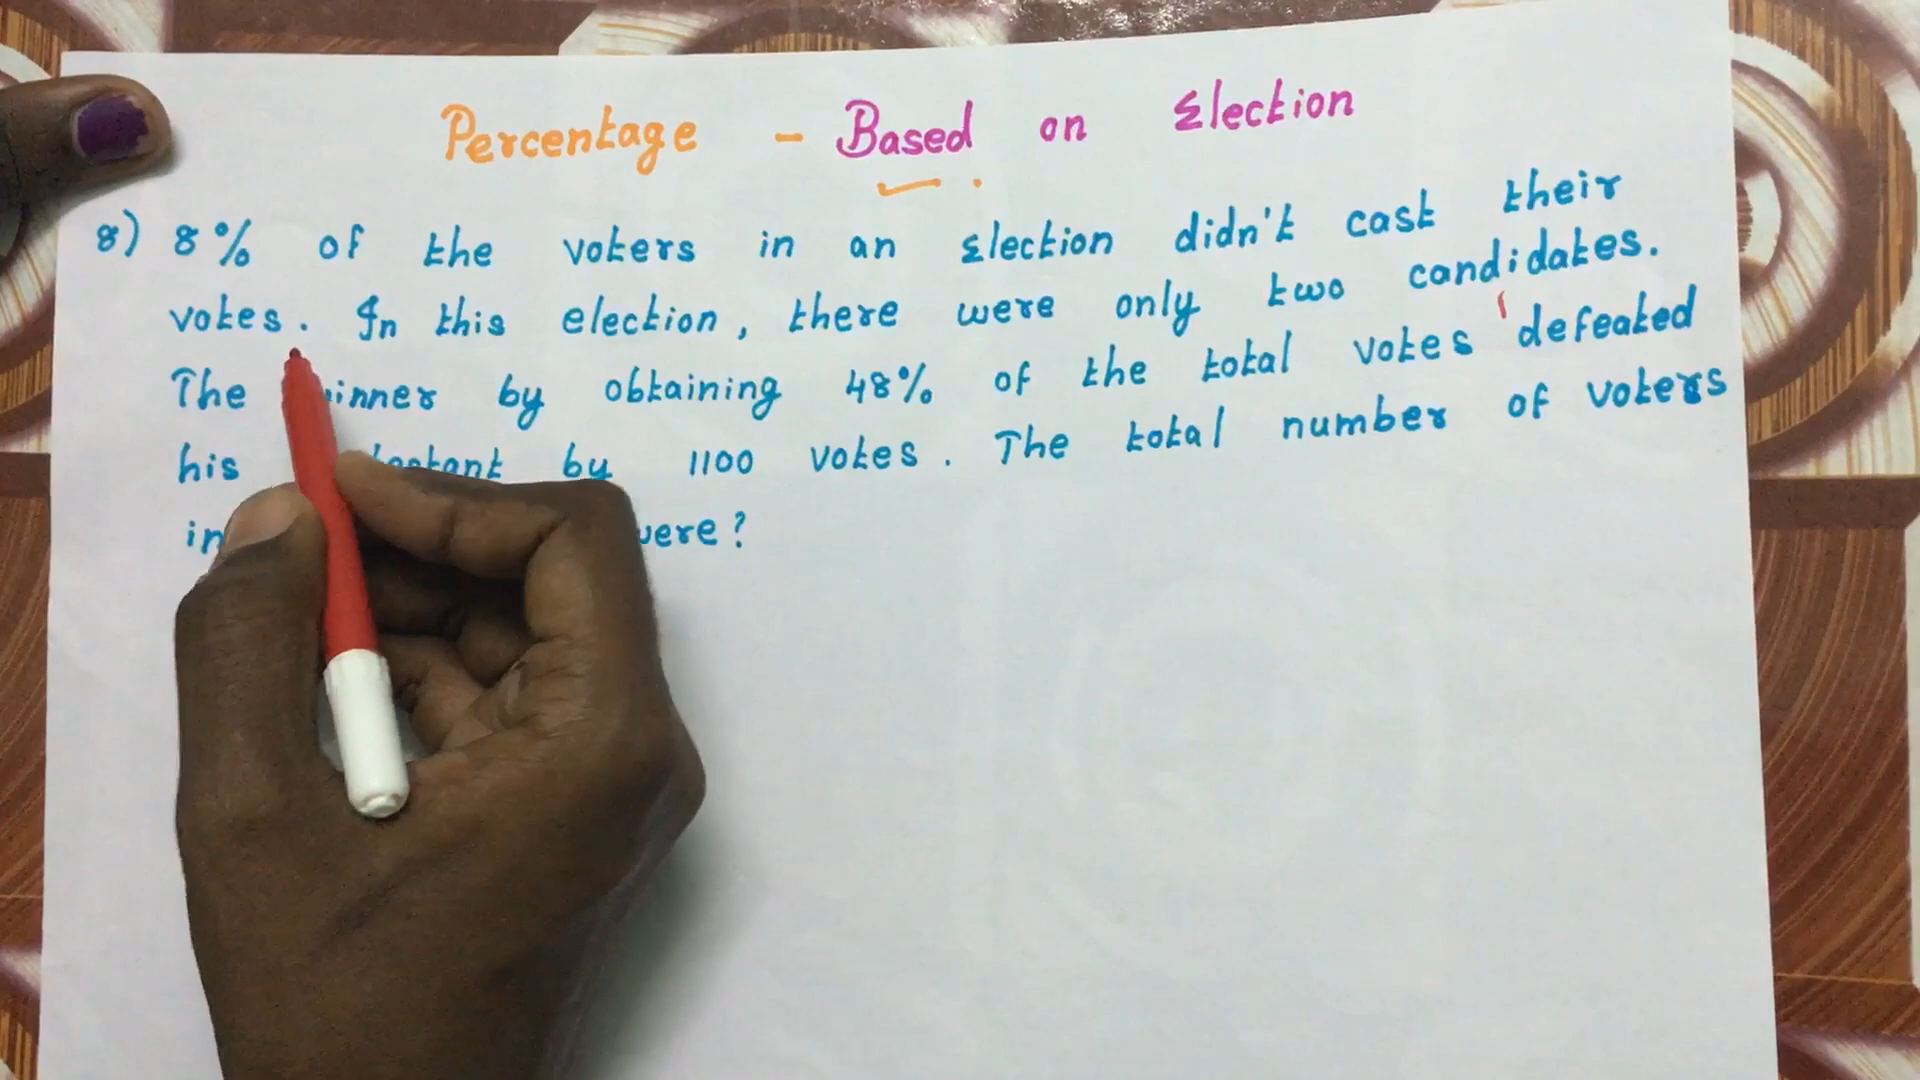 Percentage - Based on Election
8) 8% of the voters in an Election didn't cast their
votes. In this election, there were only two candidates.
The by obtaining 48% of the total votes defeated
his by 1100 votes. The total number of voters
in were?